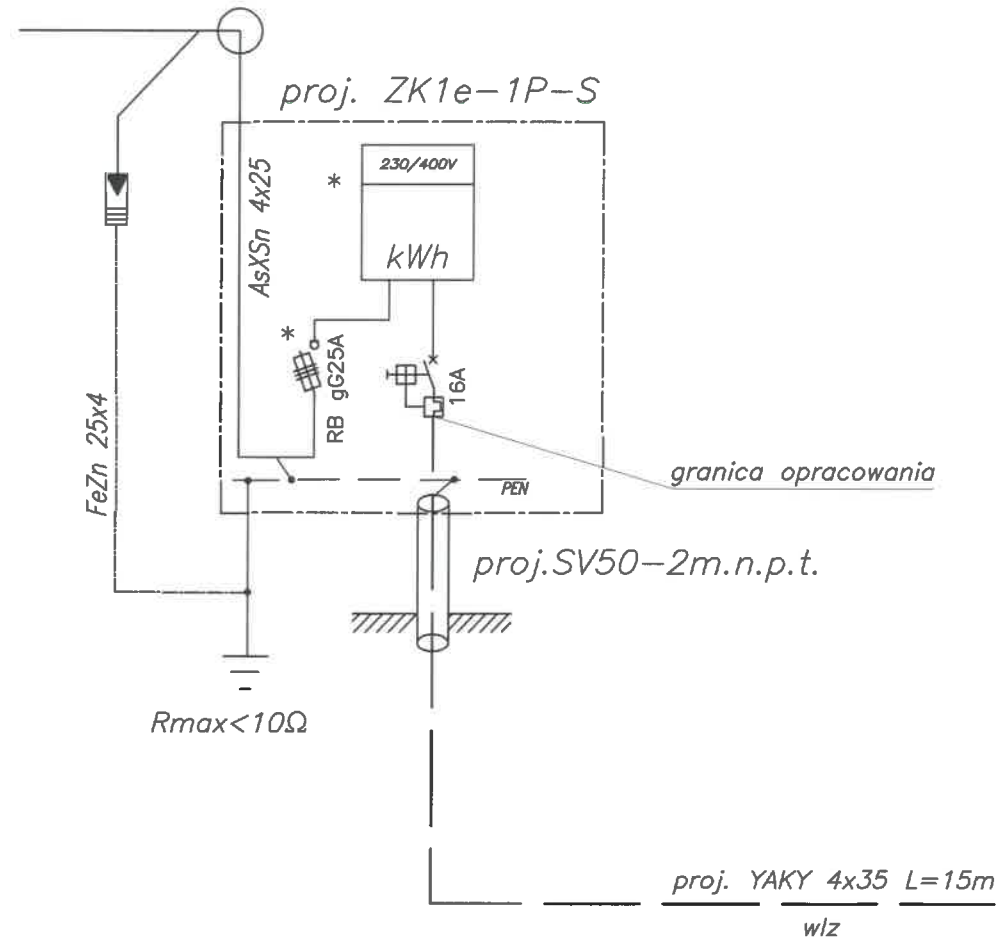 proj. ZK1e-1P-S
230/400V
*
AsXSn 4x25
kWh
*
RB gG25A
16A
FeZn 25x4
granica opracowania
PEN
proj.SV50-2m.n.p.t.
Rmax<10Ω
proj. YAKY 4x35 L=15m
wlz